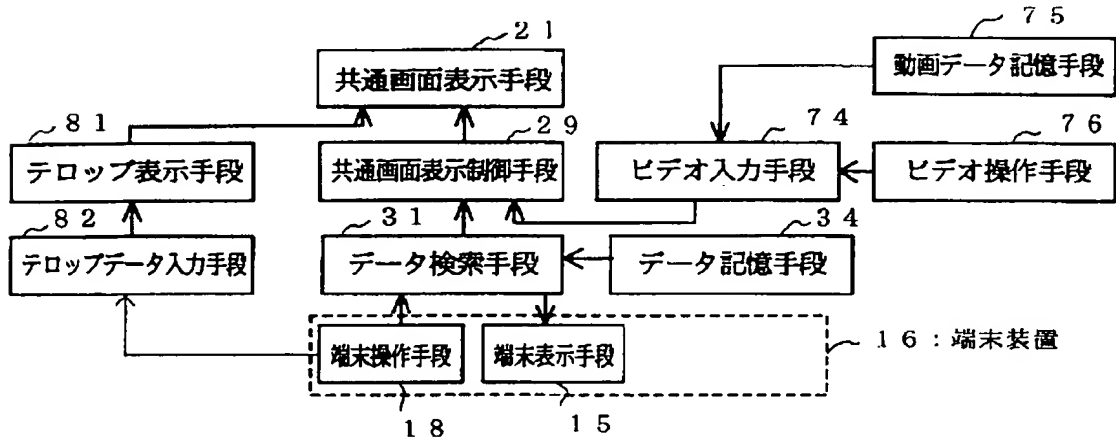 ２１
７５
共通画面表示手段
動画データ記憶手段
８１
２９
７４
７６
テロップ表示手段
共通画面表示制御手段
ビデオ入力手段
ビデオ操作手段
８２
３１
３４
テロップデータ入力手段
データ検索手段
データ記憶手段
端末操作手段
端末表示手段
１６：端末装置
１８
１５